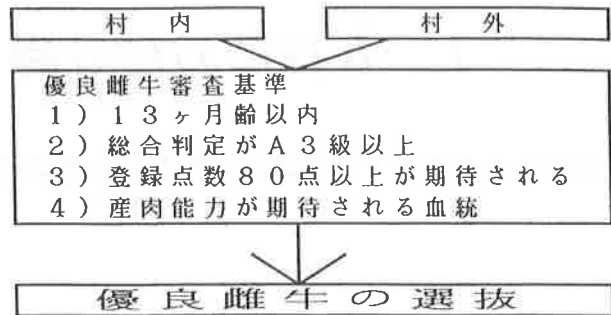 村内
村外
優良雌牛審査基準
1)13ヶ月齢以内
2)総合判定がA3級以上
3)登録点数80点以上が期待される
4)産肉能力が期待される血統
優良雌牛の選抜